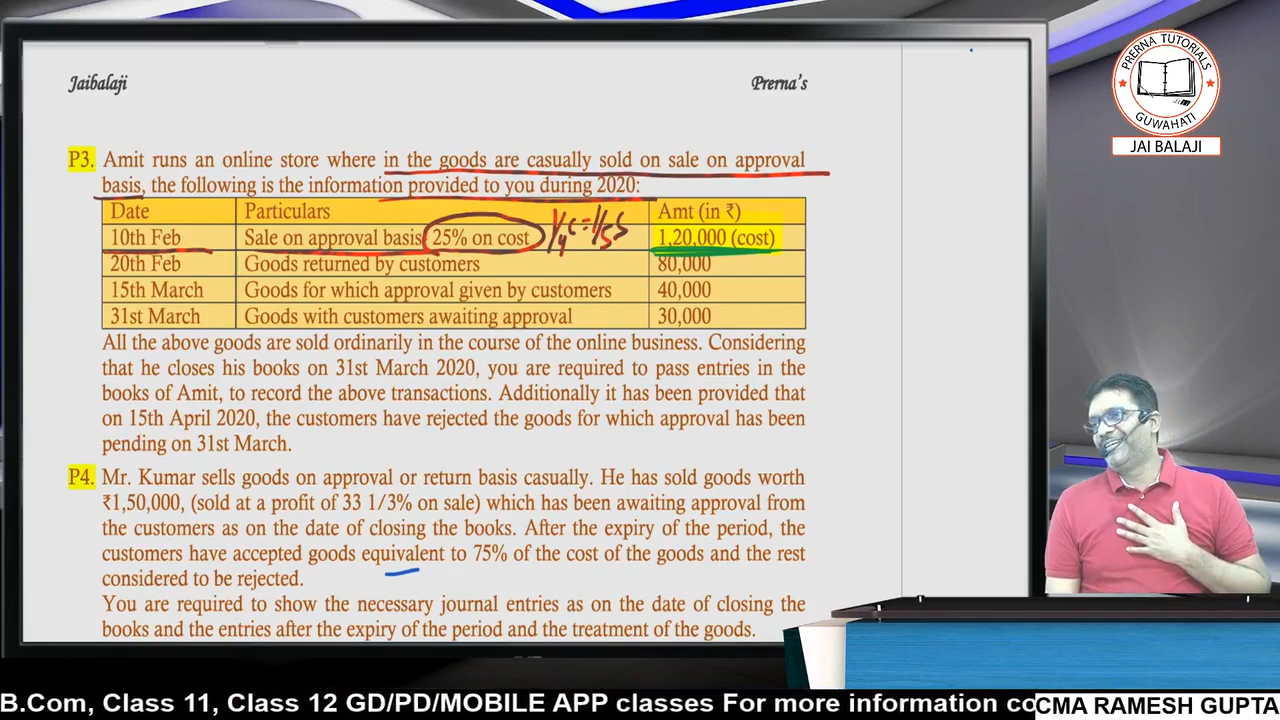 Jaibalaji
Prerna's
PRERNA TUTORIALS
GUWAHATI
JAI BALAJI
P3. Amit runs an online store where in the goods are casually sold on sale on approval
basis, the following is the information provided to you during 2020:
Date Particulars Amt (in ₹)
10th Feb Sale on approval basis 25% on cost 1/4 C = 1/5 S 1,20,000 (cost)
20th Feb Goods returned by customers 80,000
15th March Goods for which approval given by customers 40,000
31st March Goods with customers awaiting approval 30,000
All the above goods are sold ordinarily in the course of the online business. Considering
that he closes his books on 31st March 2020, you are required to pass entries in the
books of Amit, to record the above transactions. Additionally it has been provided that
on 15th April 2020, the customers have rejected the goods for which approval has been
pending on 31st March.
P4. Mr. Kumar sells goods on approval or return basis casually. He has sold goods worth
₹1,50,000, (sold at a profit of 33 1/3% on sale) which has been awaiting approval from
the customers as on the date of closing the books. After the expiry of the period, the
customers have accepted goods equivalent to 75% of the cost of the goods and the rest
considered to be rejected.
You are required to show the necessary journal entries as on the date of closing the
books and the entries after the expiry of the period and the treatment of the goods.
B.Com, Class 11, Class 12 GD/PD/MOBILE APP classes For more information co
CMA RAMESH GUPTA